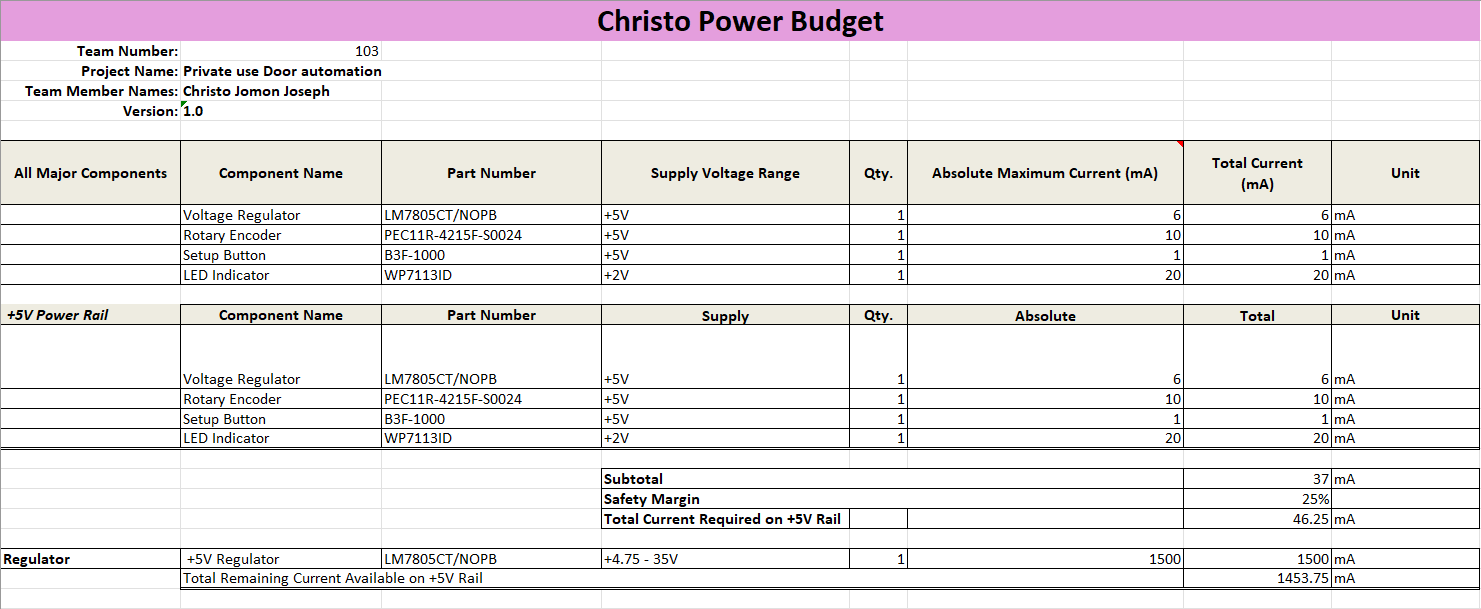 Christo Power Budget
Team Number: 103
Project Name: Private use Door automation
Team Member Names: Christo Jomon Joseph
Version: 1.0
All Major Components Component Name Part Number Supply Voltage Range Qty. Absolute Maximum Current (mA) Total Current (mA) Unit
Voltage Regulator LM7805CT/NOPB +5V 1 6 6 mA
Rotary Encoder PEC11R-4215F-S0024 +5V 1 10 10 mA
Setup Button B3F-1000 +5V 1 1 1 mA
LED Indicator WP7113ID +2V 1 20 20 mA
+5V Power Rail Component Name Part Number Supply Qty. Absolute Total Unit
Voltage Regulator LM7805CT/NOPB +5V 1 6 6 mA
Rotary Encoder PEC11R-4215F-S0024 +5V 1 10 10 mA
Setup Button B3F-1000 +5V 1 1 1 mA
LED Indicator WP7113ID +2V 1 20 20 mA
Subtotal 37 mA
Safety Margin 25%
Total Current Required on +5V Rail 46.25 mA
Regulator +5V Regulator LM7805CT/NOPB +4.75 - 35V 1 1500 1500 mA
Total Remaining Current Available on +5V Rail 1453.75 mA